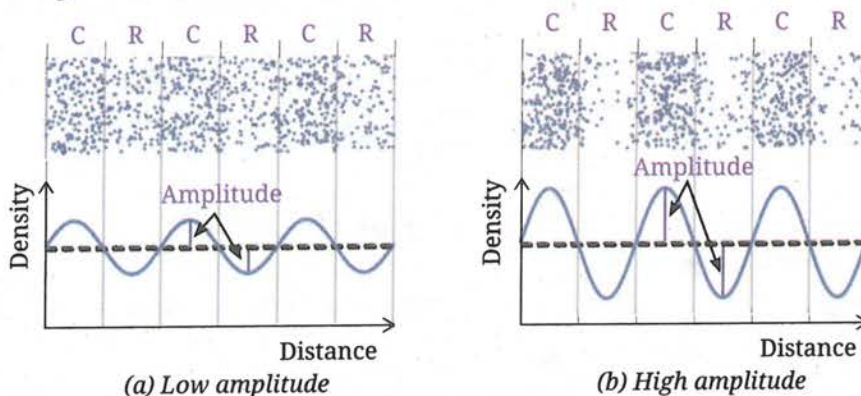 C R C R C R
C R C R C R
Amplitude
Amplitude
Density
Density
Distance
Distance
(a) Low amplitude
(b) High amplitude